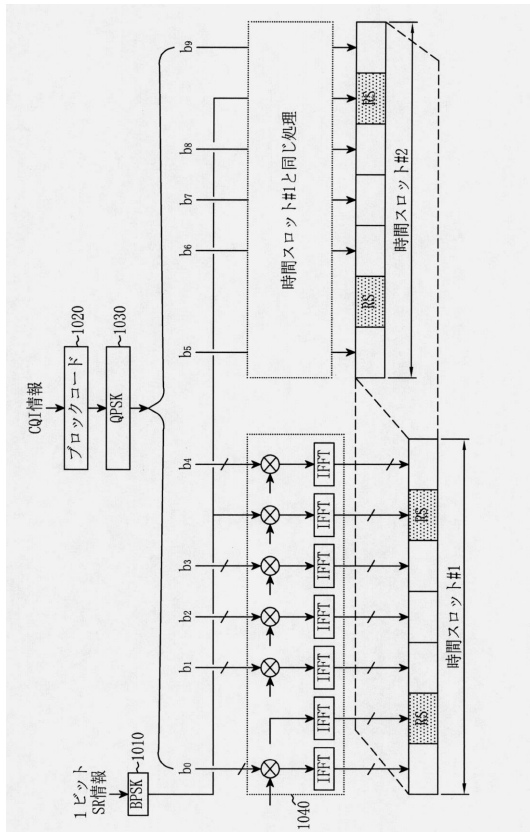 1ビット
SR情報
BPSK
1010
CQI情報
ブロックコード
1020
QPSK
1030
b0
b1
b2
b3
b4
b5
b6
b7
b8
b9
1040
IFFT
IFFT
IFFT
IFFT
IFFT
IFFT
IFFT
時間スロット#1と同じ処理
RS
RS
時間スロット#1
RS
RS
時間スロット#2